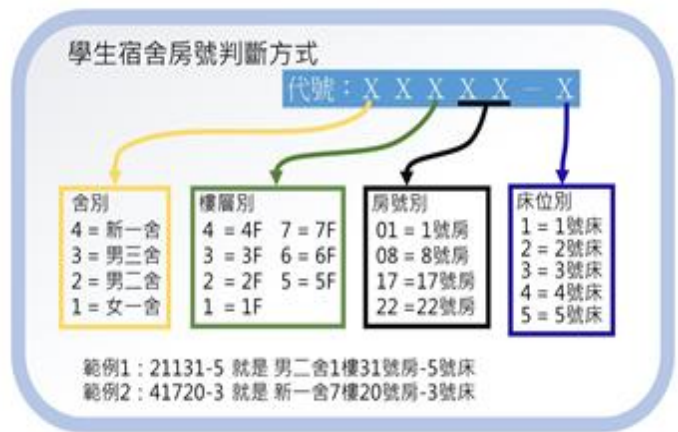 學生宿舍房號判斷方式
代號：X X X X X － X
舍別
4 = 新一舍
3 = 男三舍
2 = 男二舍
1 = 女一舍
樓層別
4 = 4F 7 = 7F
3 = 3F 6 = 6F
2 = 2F 5 = 5F
1 = 1F
房號別
01 = 1號房
08 = 8號房
17 =17號房
22 =22號房
床位別
1 = 1號床
2 = 2號床
3 = 3號床
4 = 4號床
5 = 5號床
範例1：21131-5 就是 男二舍1樓31號房-5號床
範例2：41720-3 就是 新一舍7樓20號房-3號床